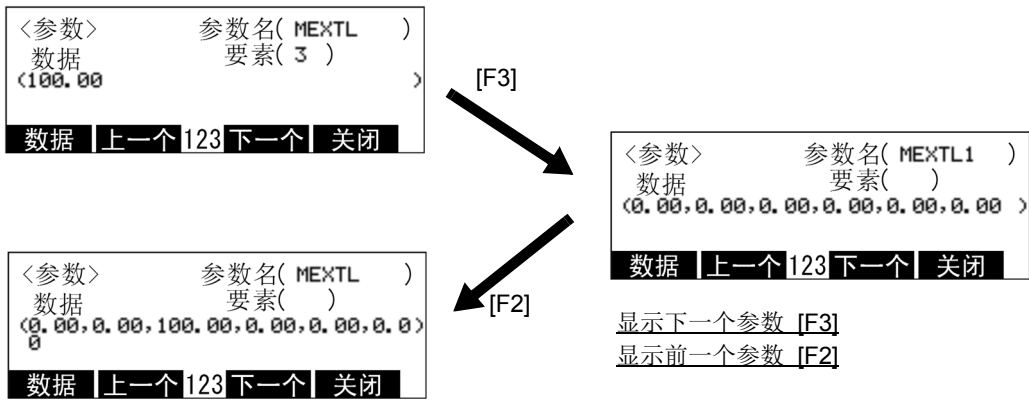 〈参数〉 参数名( MEXTL )
数据 要素( 3 )
(100.00 )
数据 上一个 123 下一个 关闭
[F3]
〈参数〉 参数名( MEXTL1 )
数据 要素( )
(0.00,0.00,0.00,0.00,0.00,0.00 )
数据 上一个 123 下一个 关闭
[F2]
〈参数〉 参数名( MEXTL )
数据 要素( )
(0.00,0.00,100.00,0.00,0.00,0.0)
0
数据 上一个 123 下一个 关闭
显示下一个参数 [F3]
显示前一个参数 [F2]